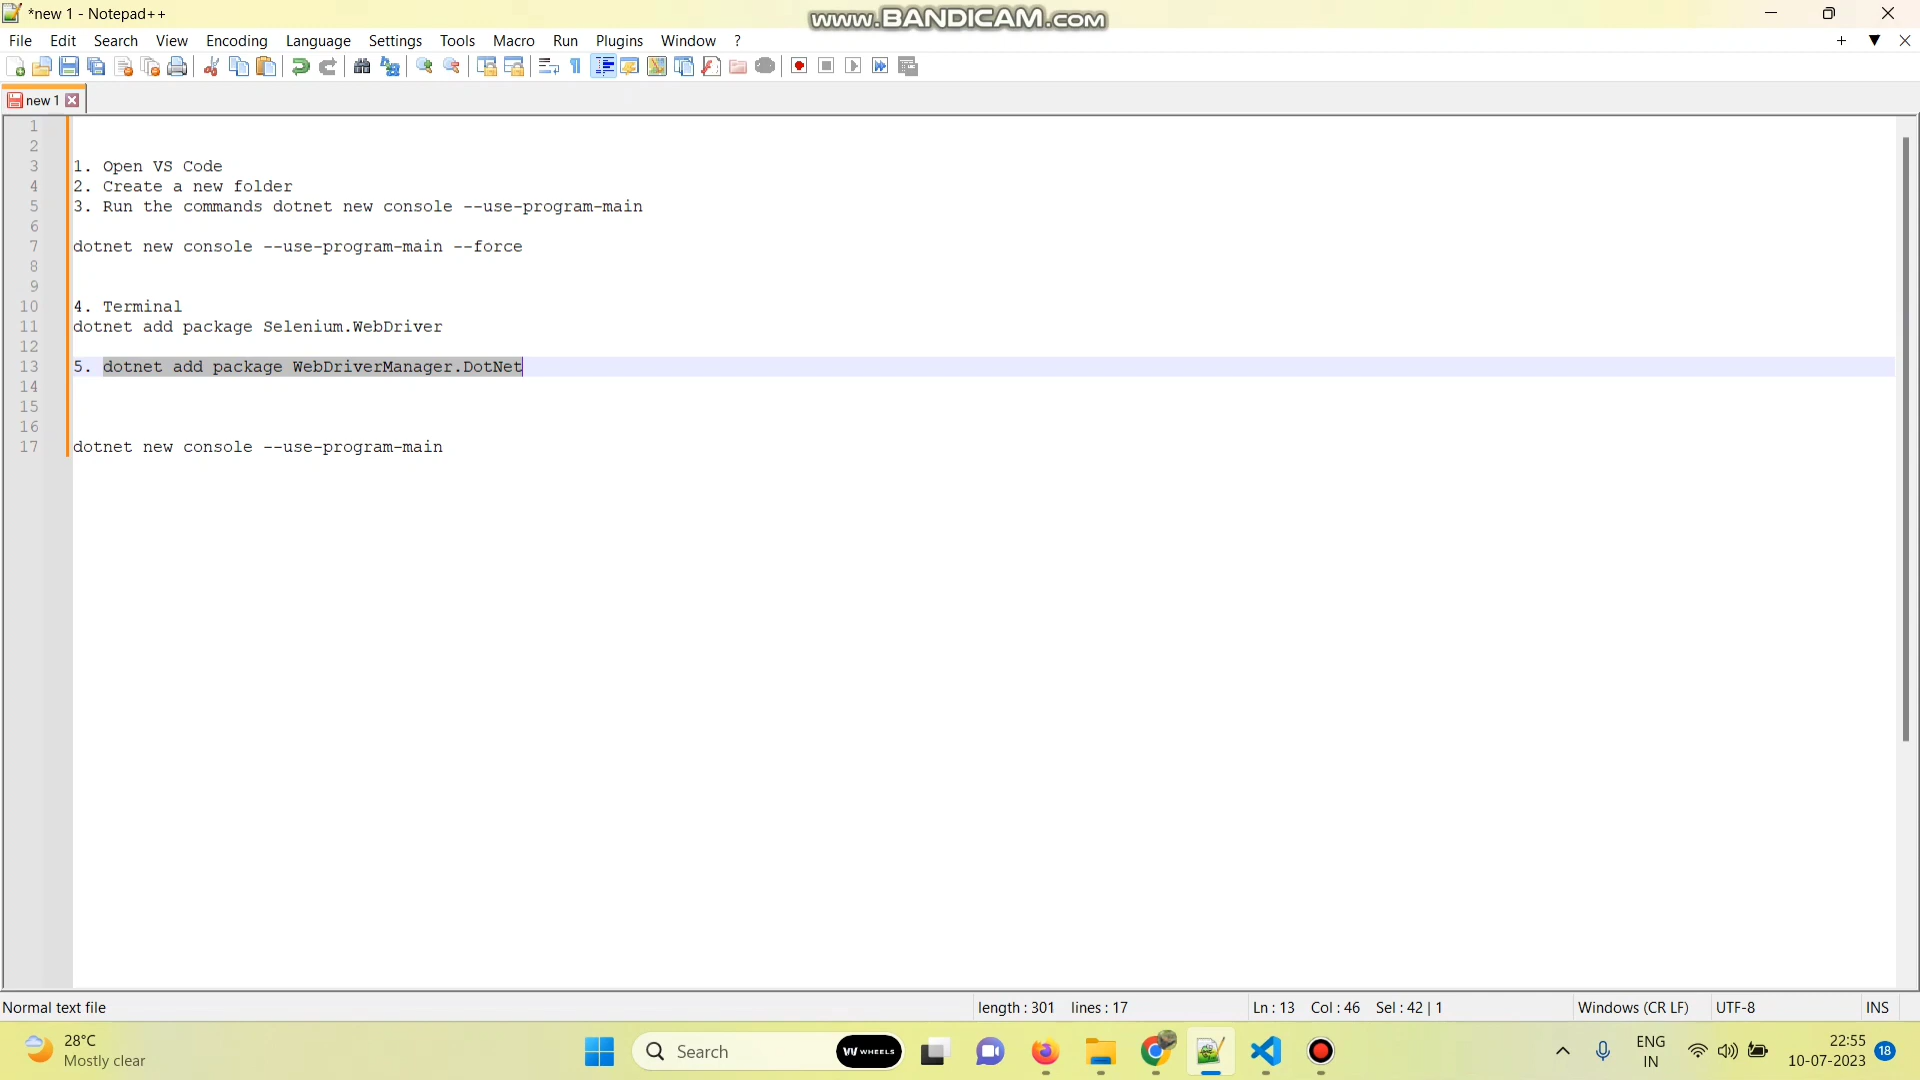 *new 1 - Notepad++
www.BANDICAM.com
File Edit Search View Encoding Language Settings Tools Macro Run Plugins Window ?
new 1
1
2
3 1. Open VS Code
4 2. Create a new folder
5 3. Run the commands dotnet new console --use-program-main
6
7 dotnet new console --use-program-main --force
8
9
10 4. Terminal
11 dotnet add package Selenium.WebDriver
12
13 5. dotnet add package WebDriverManager.DotNet
14
15
16
17 dotnet new console --use-program-main
Normal text file length : 301 lines : 17 Ln : 13 Col : 46 Sel : 42 | 1 Windows (CR LF) UTF-8 INS
28°C
Mostly clear
Search
WHEELS
ENG
IN
22:55
10-07-2023
18